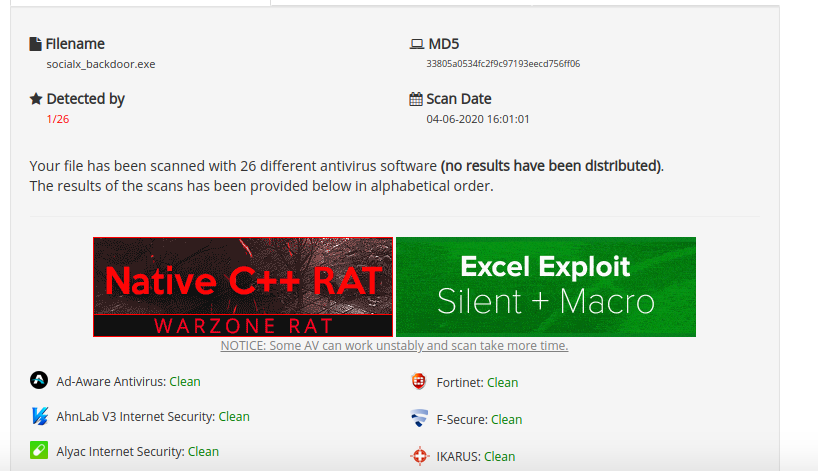 Filename
socialx_backdoor.exe
MD5
33805a0534fc2f9c97193eecd756ff06
Detected by
1/26
Scan Date
04-06-2020 16:01:01
Your file has been scanned with 26 different antivirus software (no results have been distributed).
The results of the scans has been provided below in alphabetical order.
Native C++ RAT
WARZONE RAT
Excel Exploit
Silent + Macro
NOTICE: Some AV can work unstably and scan take more time.
Ad-Aware Antivirus: Clean
Fortinet: Clean
AhnLab V3 Internet Security: Clean
F-Secure: Clean
Alyac Internet Security: Clean
IKARUS: Clean